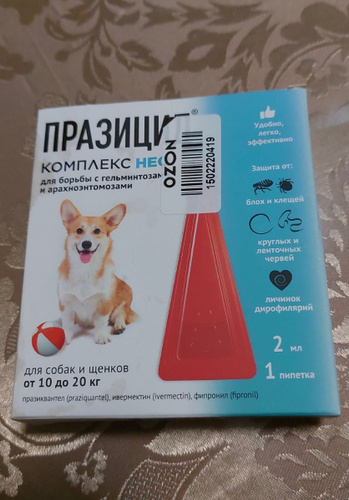 ПРАЗИЦИ
®
КОМПЛЕКС НЕО
для борьбы с гельминтозам
и арахноэнтомозами
OZON
1502220419
Удобно,
легко,
эффективно
Защита от:
блох и клещей
круглых и
ленточных
червей
личинок
дирофилярий
для собак и щенков
от 10 до 20 кг
2 мл
1 пипетка
празиквантел (praziquantel), ивермектин (ivermectin), фипронил (fipronil)